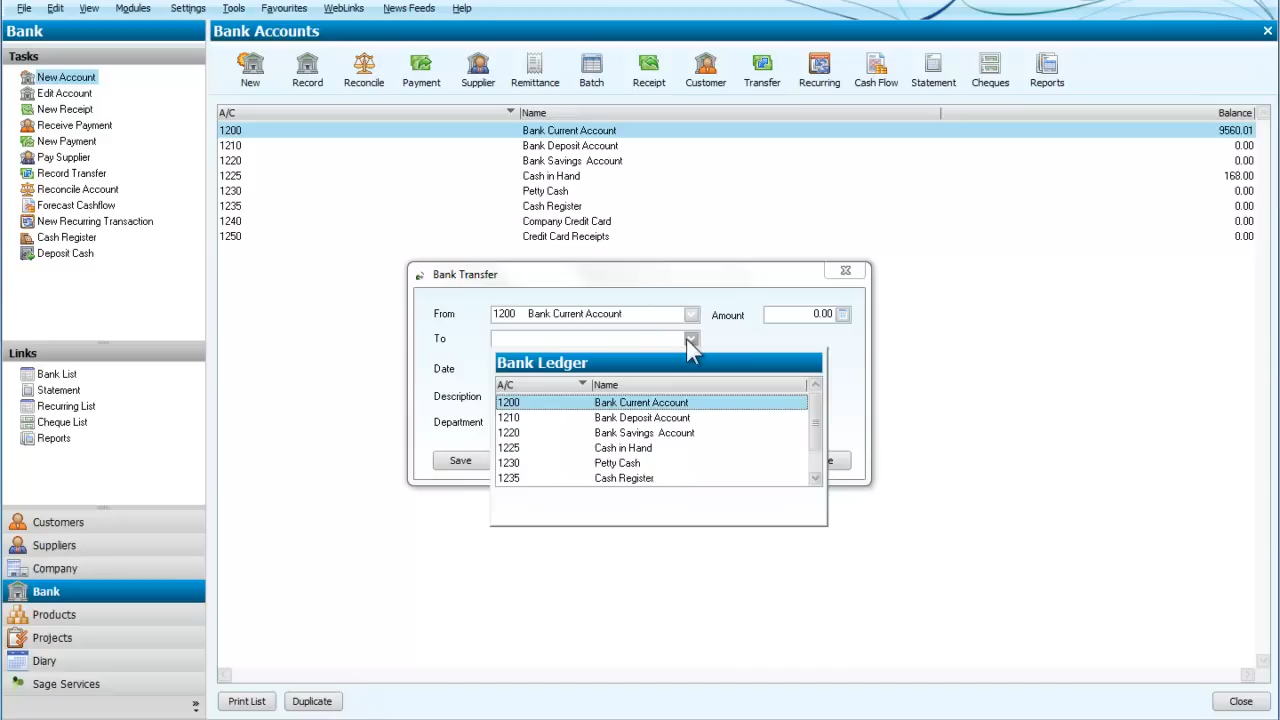 File Edit View Modules Settings Tools Favourites WebLinks News Feeds Help
Bank
Bank Accounts
Tasks
New Account
Edit Account
New Receipt
Receive Payment
New Payment
Pay Supplier
Record Transfer
Reconcile Account
Forecast Cashflow
New Recurring Transaction
Cash Register
Deposit Cash
Links
Bank List
Statement
Recurring List
Cheque List
Reports
Customers
Suppliers
Company
Bank
Products
Projects
Diary
Sage Services
New Record Reconcile Payment Supplier Remittance Batch Receipt Customer Transfer Recurring Cash Flow Statement Cheques Reports
A/C Name Balance
1200 Bank Current Account 9560.01
1210 Bank Deposit Account 0.00
1220 Bank Savings Account 0.00
1225 Cash in Hand 168.00
1230 Petty Cash 0.00
1235 Cash Register 0.00
1240 Company Credit Card 0.00
1250 Credit Card Receipts 0.00
Bank Transfer
From 1200 Bank Current Account Amount 0.00
To
Date
Description
Department
Save
Bank Ledger
A/C Name
1200 Bank Current Account
1210 Bank Deposit Account
1220 Bank Savings Account
1225 Cash in Hand
1230 Petty Cash
1235 Cash Register
Print List Duplicate Close